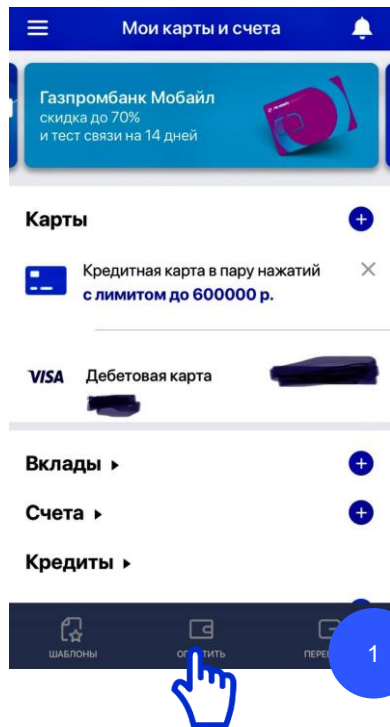 Мои карты и счета
Газпромбанк Мобайл
скидка до 70%
и тест связи на 14 дней
Карты
Кредитная карта в пару нажатий
с лимитом до 600000 р.
VISA Дебетовая карта
Вклады
Счета
Кредиты
ШАБЛОНЫ
1